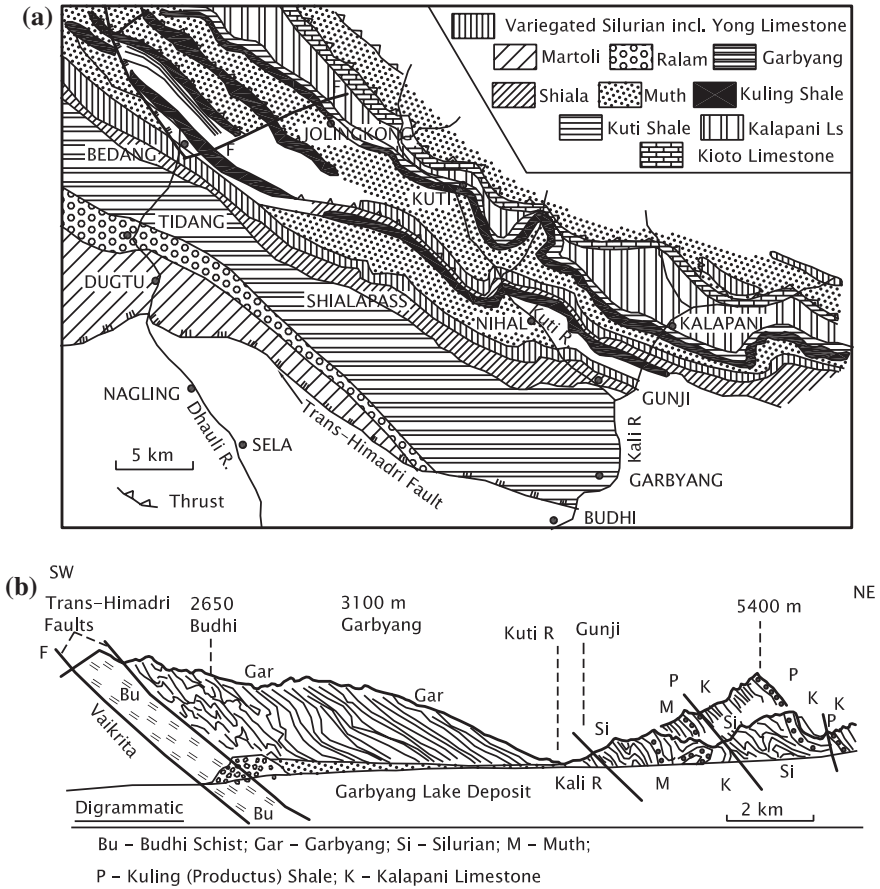 (a)
Variegated Silurian incl. Yong Limestone
Martoli Ralam Garbyang
Shiala Muth Kuling Shale
Kuti Shale Kalapani Ls
Kioto Limestone
JOLINGKONG
F
BEDANG
KUTI
TIDANG
DUGTU
SHIALAPASS
NIHAL
Kuti R
KALAPANI
GUNJI
NAGLING
Dhauli R.
SELA
Trans-Himadri Fault
Kali R
5 km
GARBYANG
Thrust
BUDHI
(b)
SW
NE
Trans-Himadri Faults
2650 Budhi
3100 m Garbyang
5400 m
Kuti R
Gunji
F
Bu
Gar
Gar
P
K
P
M
Si
Si
K
K
P
Vaikrita
Kali R
M
K
Si
Garbyang Lake Deposit
Digrammatic
Bu
2 km
Bu - Budhi Schist; Gar - Garbyang; Si - Silurian; M - Muth;
P - Kuling (Productus) Shale; K - Kalapani Limestone